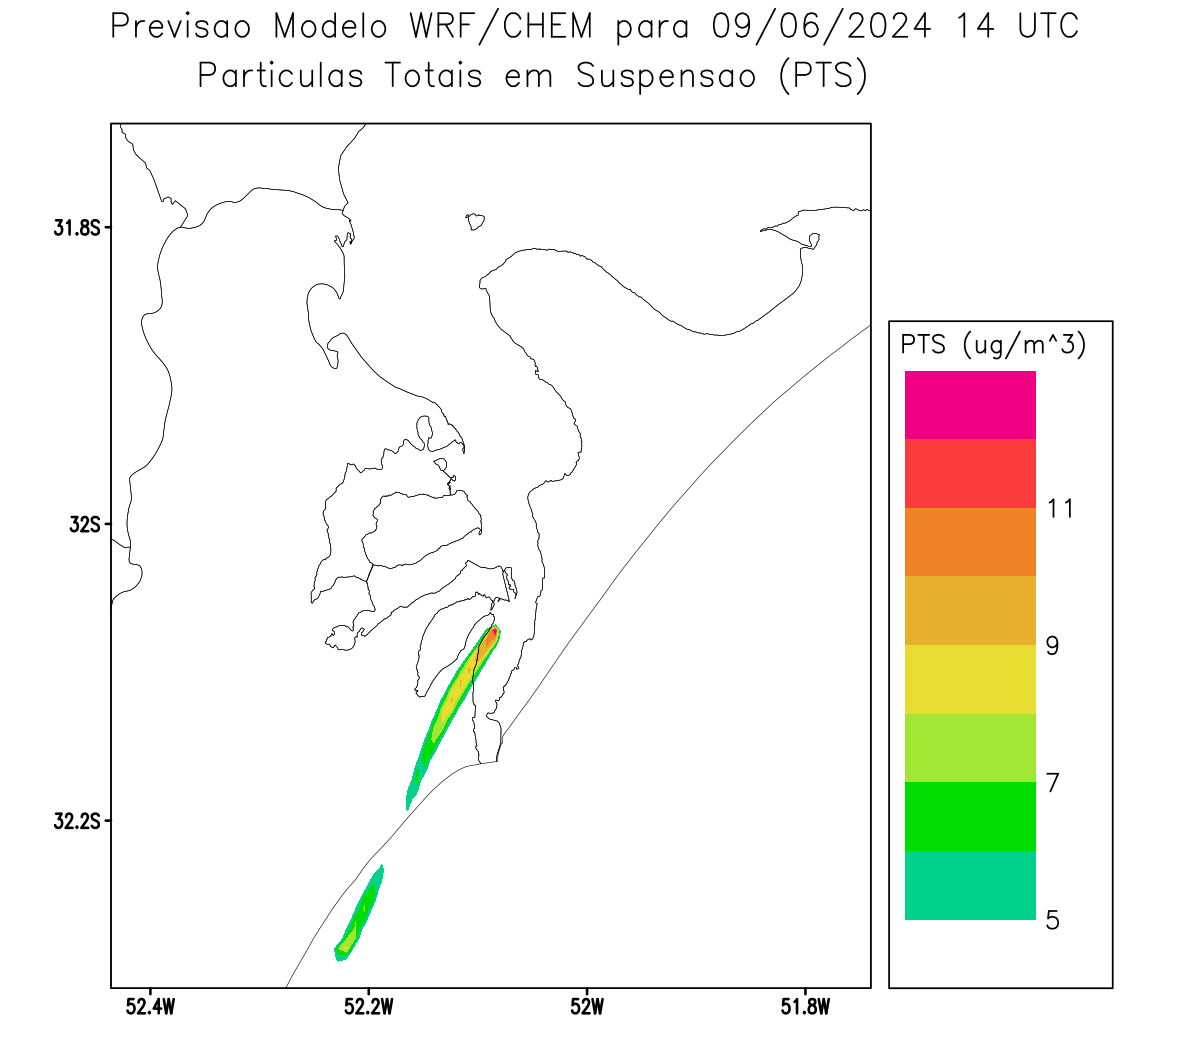 Previsao Modelo WRF/CHEM para 09/06/2024 14 UTC
Particulas Totais em Suspensao (PTS)
31.8S
32S
32.2S
52.4W
52.2W
52W
51.8W
PTS (ug/m^3)
11
9
7
5